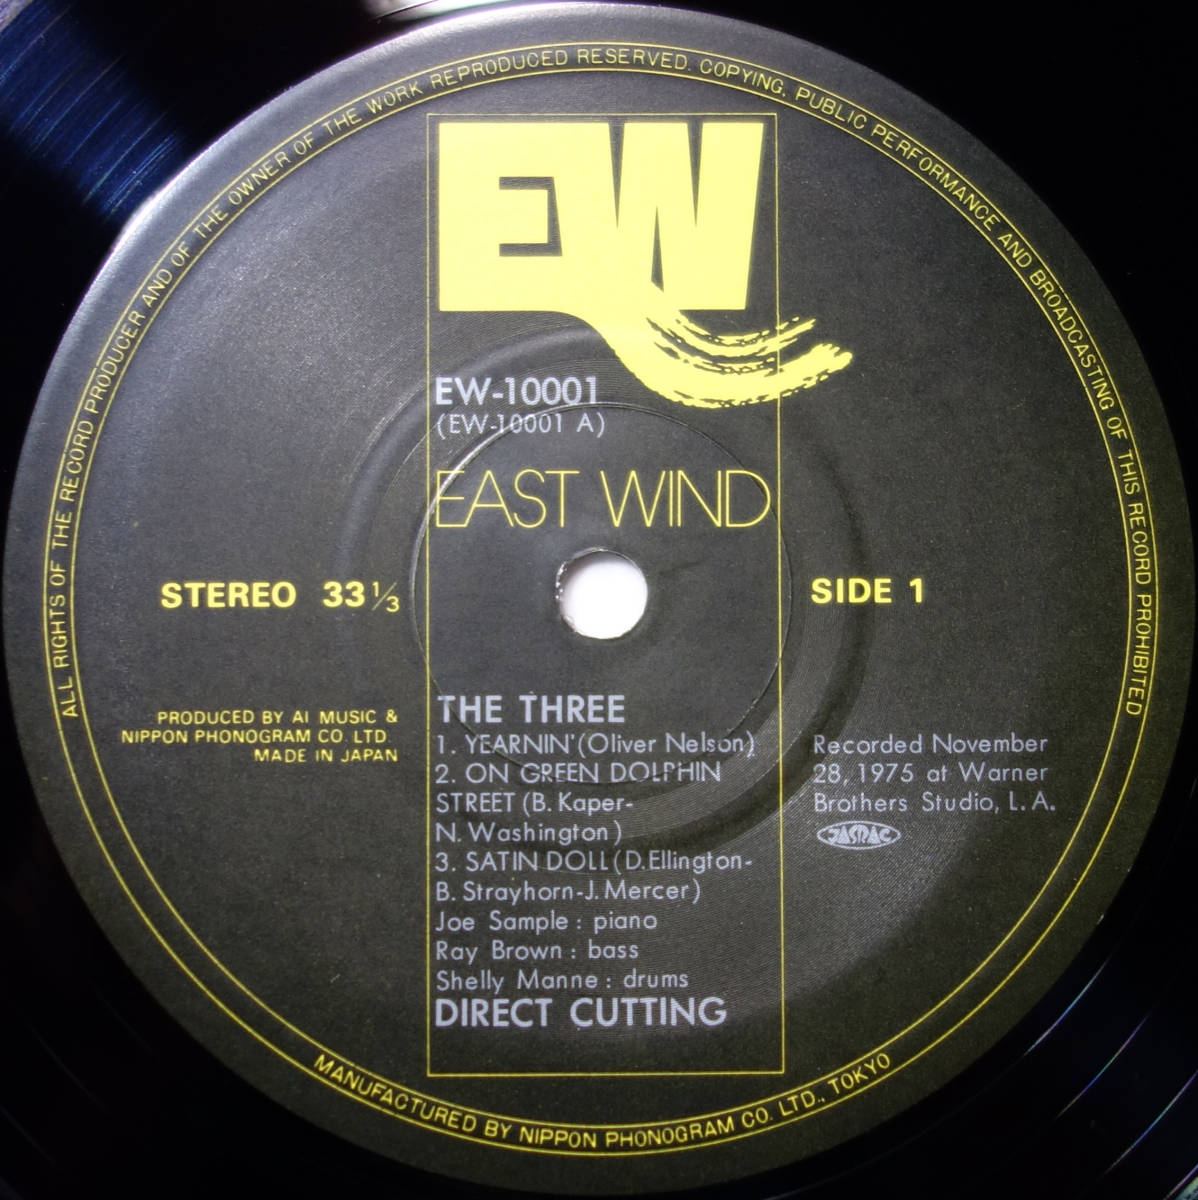 ALL RIGHTS OF THE RECORD PRODUCER AND OF THE OWNER OF THE WORK REPRODUCED RESERVED. COPYING, PUBLIC PERFORMANCE AND BROADCASTING OF THIS RECORD PROHIBITED
EW
EW-10001
(EW-10001 A)
EAST WIND
STEREO 33⅓
SIDE 1
PRODUCED BY AI MUSIC &
NIPPON PHONOGRAM CO. LTD.
MADE IN JAPAN
THE THREE
1. YEARNIN' (Oliver Nelson)
2. ON GREEN DOLPHIN
STREET (B. Kaper-
N. Washington)
3. SATIN DOLL (D. Ellington-
B. Strayhorn-J. Mercer)
Joe Sample : piano
Ray Brown : bass
Shelly Manne : drums
DIRECT CUTTING
Recorded November
28, 1975 at Warner
Brothers Studio, L.A.
JASRAC
MANUFACTURED BY NIPPON PHONOGRAM CO. LTD., TOKYO